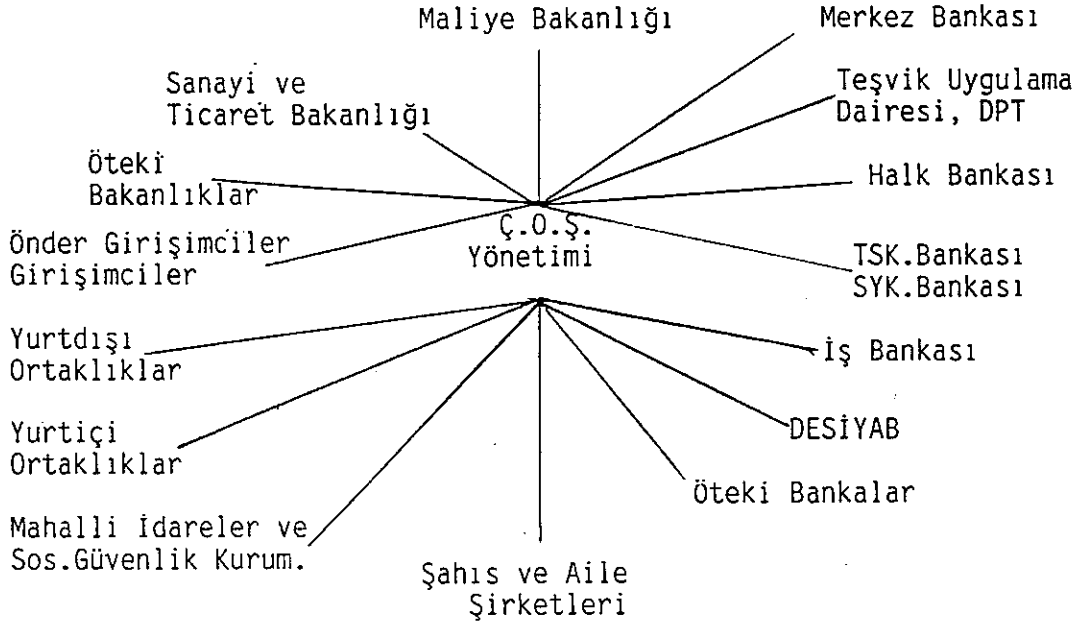 Maliye Bakanlığı
Merkez Bankası
Sanayi ve
Ticaret Bakanlığı
Teşvik Uygulama
Dairesi, DPT
Öteki
Bakanlıklar
Halk Bankası
Önder Girişimciler
Girişimciler
Ç.O.Ş.
Yönetimi
TSK.Bankası
SYK.Bankası
Yurtdışı
Ortaklıklar
İş Bankası
Yurtiçi
Ortaklıklar
DESİYAB
Öteki Bankalar
Mahalli İdareler ve
Sos.Güvenlik Kurum.
Şahıs ve Aile
Şirketleri